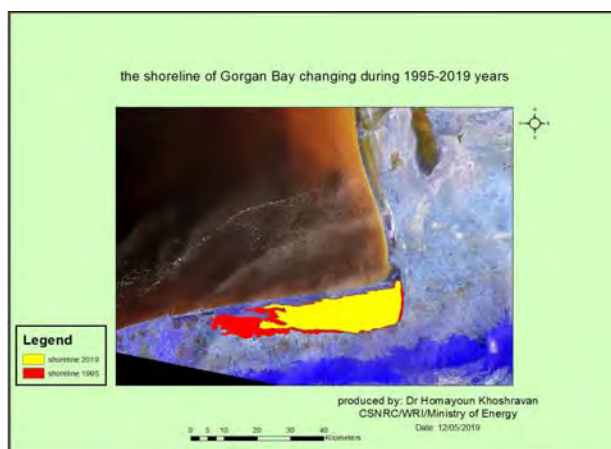 the shoreline of Gorgan Bay changing during 1995-2019 years
Legend
shoreline 2019
shoreline 1995
produced by: Dr Homayoun Khoshravan
CSNRC/WRI/Ministry of Energy
Date: 12/05/2019
0 5 10 20 30 40
Kilometers